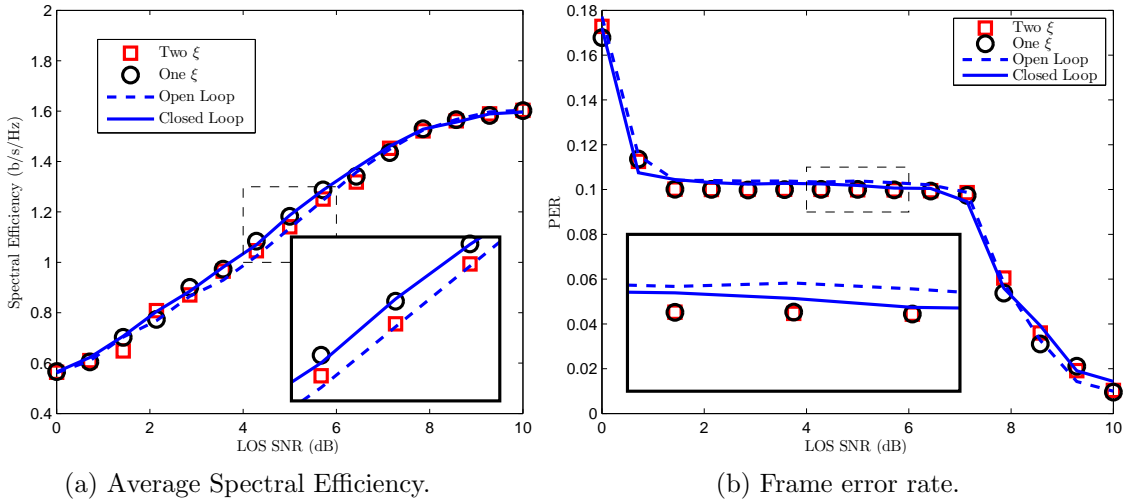 2
1.8
1.6
1.4
1.2
1
0.8
0.6
0.4
0
2
4
6
8
10
Spectral Efficiency (b/s/Hz)
LOS SNR (dB)
Two ξ
One ξ
Open Loop
Closed Loop
(a) Average Spectral Efficiency.
0.18
0.16
0.14
0.12
0.1
0.08
0.06
0.04
0.02
0
0
2
4
6
8
10
PER
LOS SNR (dB)
Two ξ
One ξ
Open Loop
Closed Loop
(b) Frame error rate.